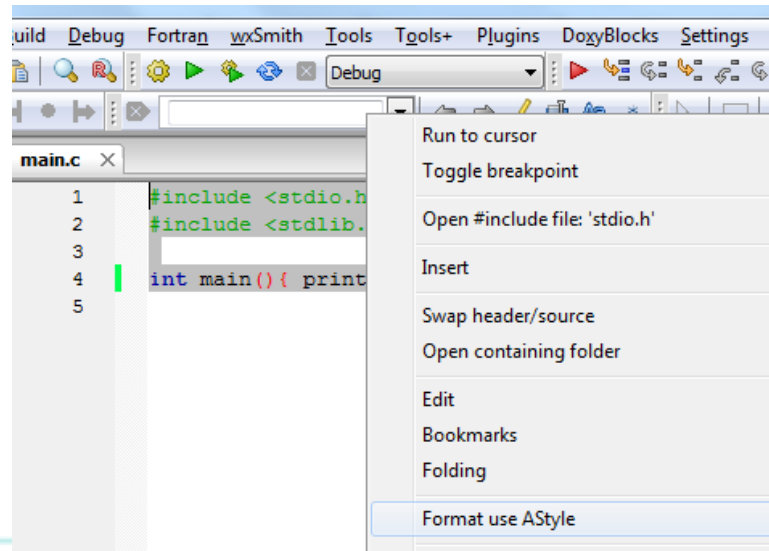 uild Debug Fortran wxSmith Tools Tools+ Plugins DoxyBlocks Settings
Debug
main.c
Run to cursor
Toggle breakpoint
Open #include file: 'stdio.h'
Insert
Swap header/source
Open containing folder
Edit
Bookmarks
Folding
Format use AStyle
1 #include <stdio.h
2 #include <stdlib.
3
4 int main(){ print
5